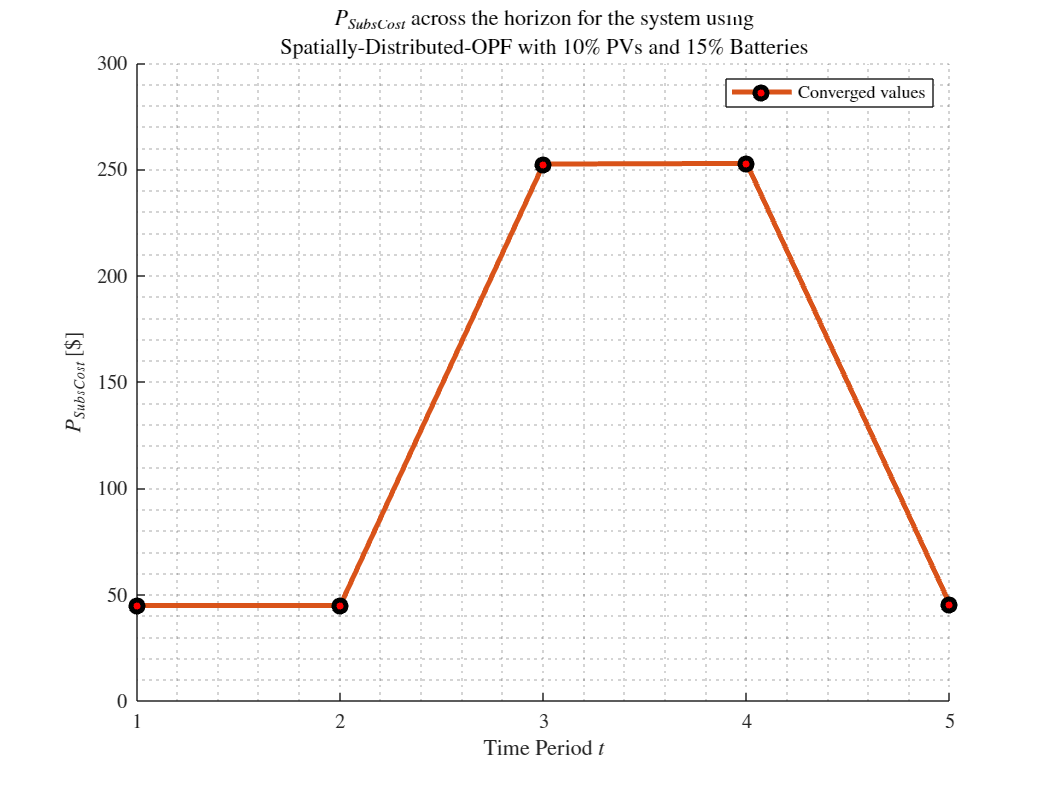 P_SubsCost across the horizon for the system using
Spatially-Distributed-OPF with 10% PVs and 15% Batteries
Converged values
300
250
200
150
100
50
0
P_SubsCost [$]
1 2 3 4 5
Time Period t